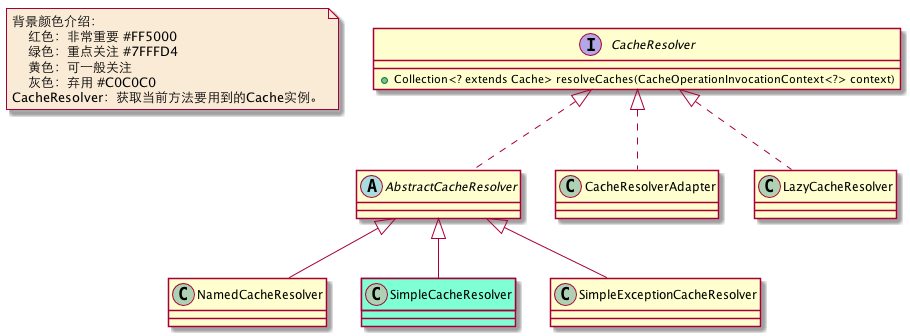 背景颜色介绍：
红色：非常重要 #FF5000
绿色：重点关注 #7FFFD4
黄色：可一般关注
灰色：弃用 #C0C0C0
CacheResolver：获取当前方法要用到的Cache实例。
I CacheResolver
Collection<? extends Cache> resolveCaches(CacheOperationInvocationContext<?> context)
A AbstractCacheResolver
C CacheResolverAdapter
C LazyCacheResolver
C NamedCacheResolver
C SimpleCacheResolver
C SimpleExceptionCacheResolver